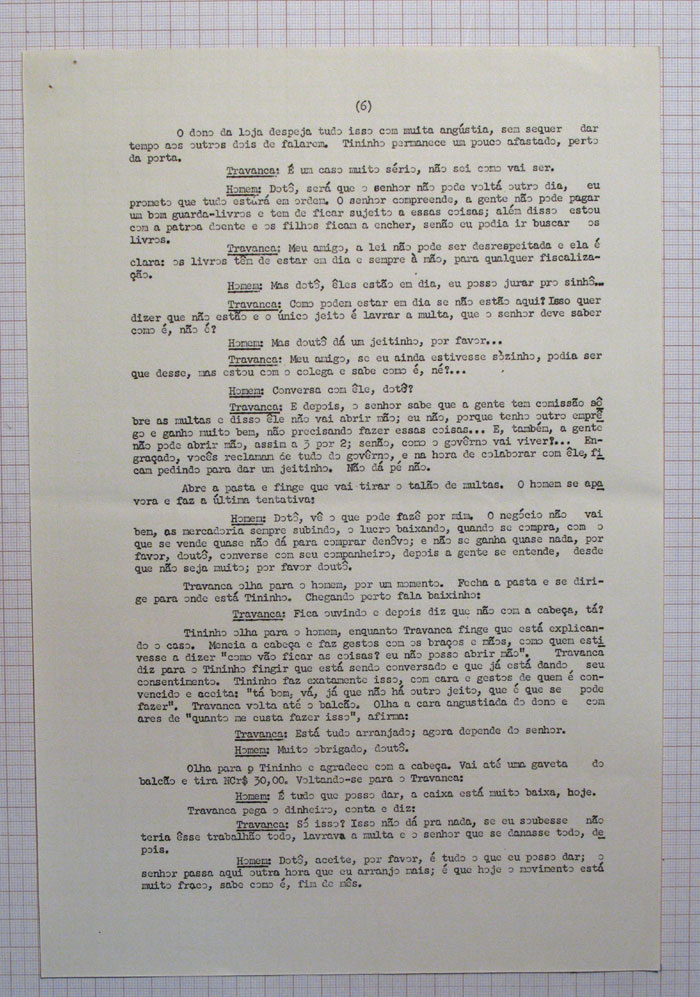 (6)
O dono da loja despeja tudo isso com muita angústia, sem sequer dar
tempo aos outros dois de falarem. Tininho permanece um pouco afastado, perto
da porta.
Travanca: É um caso muito sério, não sei como vai ser.
Homem: Dotô, será que o senhor não pode voltá outro dia, eu
prometo que tudo estará em ordem. O senhor compreende, a gente não pode pagar
um bom guarda-livros e tem de ficar sujeito a essas coisas; além disso estou
com a patroa doente e os filhos ficam a encher, senão eu podia ir buscar os
livros.
Travanca: Meu amigo, a lei não pode ser desrespeitada e ela é
clara: os livros têm de estar em dia e sempre à mão, para qualquer fiscaliza-
ção.
Homem: Mas dotô, êles estão em dia, eu posso jurar pro sinhô...
Travanca: Como podem estar em dia se não estão aqui? Isso quer
dizer que não estão e o único jeito é lavrar a multa, que o senhor deve saber
como é, não é?
Homem: Mas doutô dá um jeitinho, por favor...
Travanca: Meu amigo, se eu ainda estivesse sòzinho, podia ser
que desse, mas estou com o colega e sabe como é, né?...
Homem: Conversa com êle, dotô?
Travanca: E depois, o senhor sabe que a gente tem comissão sô
bre as multas e disso êle não vai abrir mão; eu não, porque tenho outro emprê
go e ganho muito bem, não precisando fazer essas coisas... E, também, a gente
não pode abrir mão, assim a 3 por 2; senão, como o govêrno vai viver?... En-
graçado, vocês reclamam de tudo do govêrno, e na hora de colaborar com êle, fi
cam pedindo para dar um jeitinho. Não dá pé não.
Abre a pasta e finge que vai tirar o talão de multas. O homem se apa
vora e faz a última tentativa:
Homem: Dotô, vê o que pode fazê por mim. O negócio não vai
bem, as mercadoria sempre subindo, o lucro baixando, quando se compra, com o
que se vende quase não dá para comprar denôvo; e não se ganha quase nada, por
favor, doutô, converse com seu companheiro, depois a gente se entende, desde
que não seja muito; por favor doutô.
Travanca olha para o homem, por um momento. Fecha a pasta e se diri-
ge para onde está Tininho. Chegando perto fala baixinho:
Travanca: Fica ouvindo e depois diz que não com a cabeça, tá?
Tininho olha para o homem, enquanto Travanca finge que está explican-
do o caso. Meneia a cabeça e faz gestos com os braços e mãos, como quem esti
vesse a dizer "como vão ficar as coisas? eu não posso abrir mão". Travanca
diz para o Tininho fingir que está sendo conversado e que já está dando seu
consentimento. Tininho faz exatamente isso, com cara e gestos de quem é con-
vencido e aceita: "tá bom, vá, já que não há outro jeito, que é que se pode
fazer". Travanca volta até o balcão. Olha a cara angustiada do dono e com
ares de "quanto me custa fazer isso", afirma:
Travanca: Está tudo arranjado; agora depende do senhor.
Homem: Muito obrigado, doutô.
Olha para o Tininho e agradece com a cabeça. Vai até uma gaveta do
balcão e tira NCr$ 30,00. Voltando-se para o Travanca:
Homem: É tudo que posso dar, a caixa está muito baixa, hoje.
Travanca pega o dinheiro, conta e diz:
Travanca: Só isso? Isso não dá pra nada, se eu soubesse não
teria êsse trabalhão todo, lavrava a multa e o senhor que se danasse todo, de
pois.
Homem: Dotô, aceite, por favor, é tudo o que eu posso dar; o
senhor passa aqui outra hora que eu arranjo mais; é que hoje o movimento está
muito fraco, sabe como é, fim de mês.